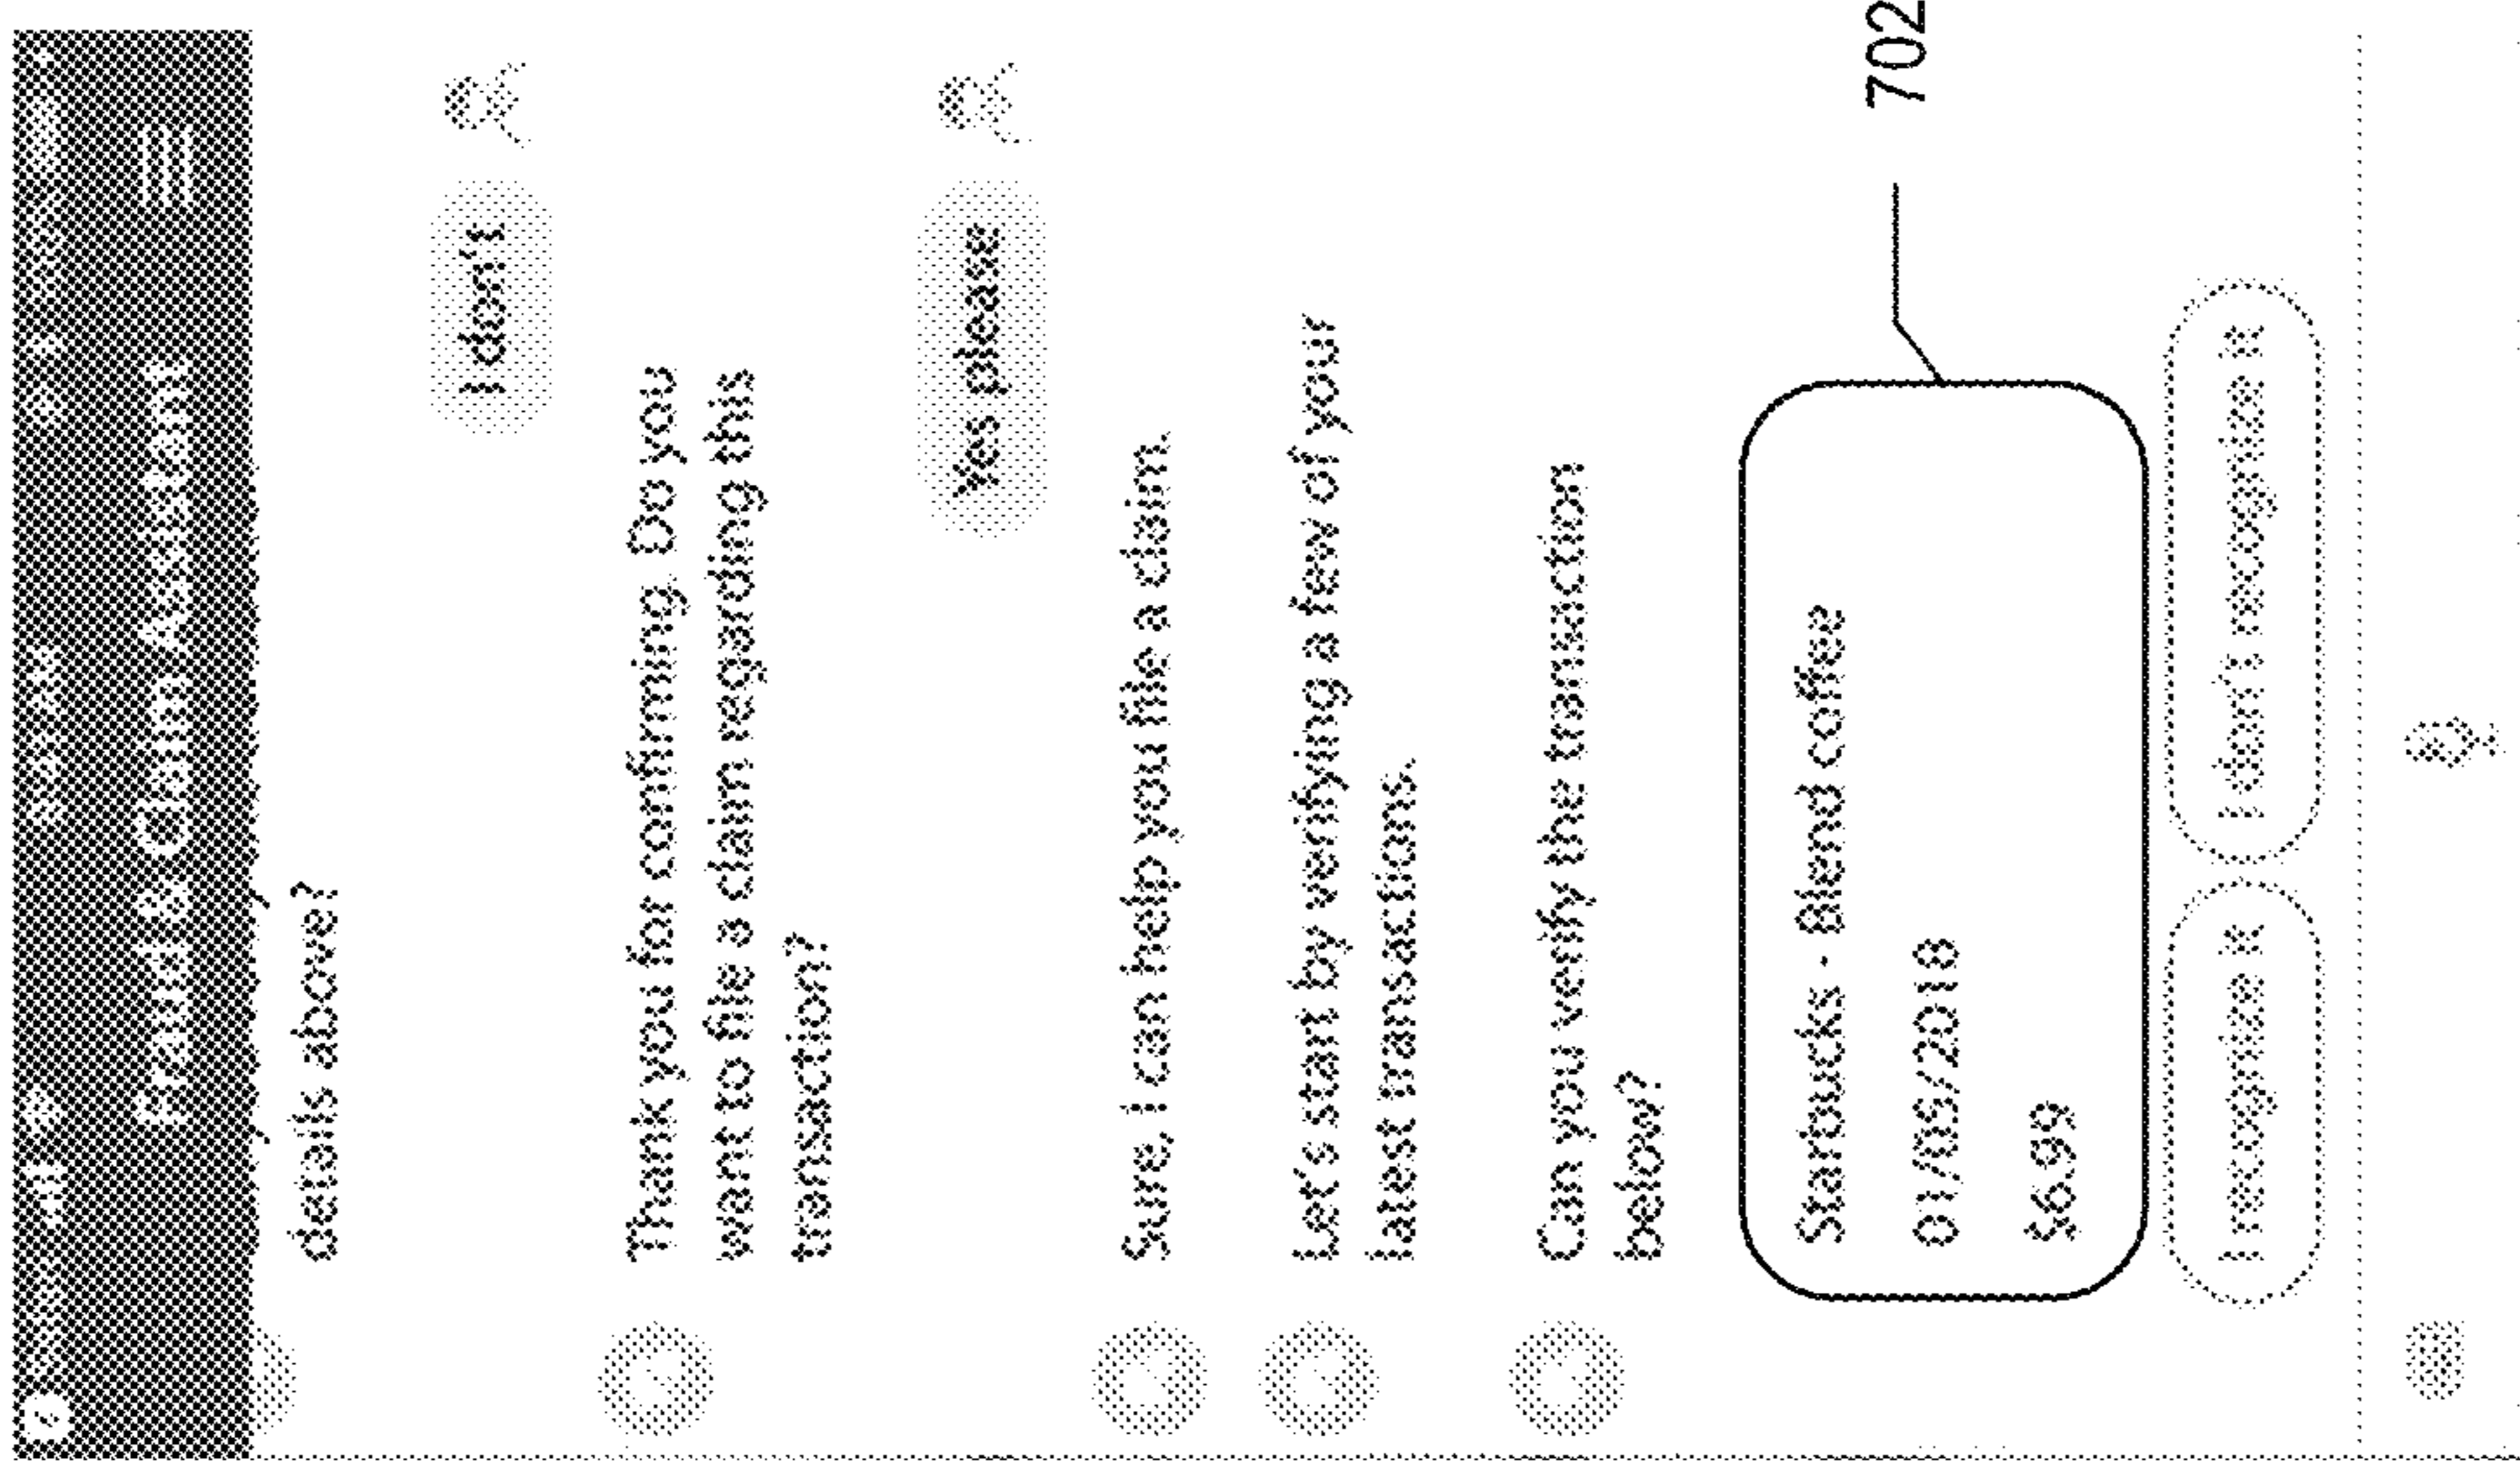 Fraud & Claim Assistant
details above?
I don't
Thank you for confirming. Do you
want to file a claim regarding this
transaction?
Yes please
Sure, I can help you file a claim.
Let's start by verifying a few of your
latest transactions.
Can you verify the transaction
below?
Starbucks - Blend coffee
01/05/2018
$6.99
702
I recognize it
I don't recognize it